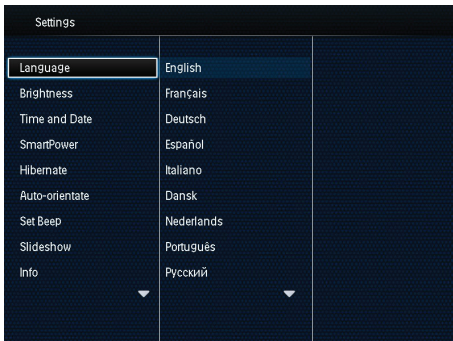 Settings
Language
Brightness
Time and Date
SmartPower
Hibernate
Auto-orientate
Set Beep
Slideshow
Info
English
Français
Deutsch
Español
Italiano
Dansk
Nederlands
Português
Русский